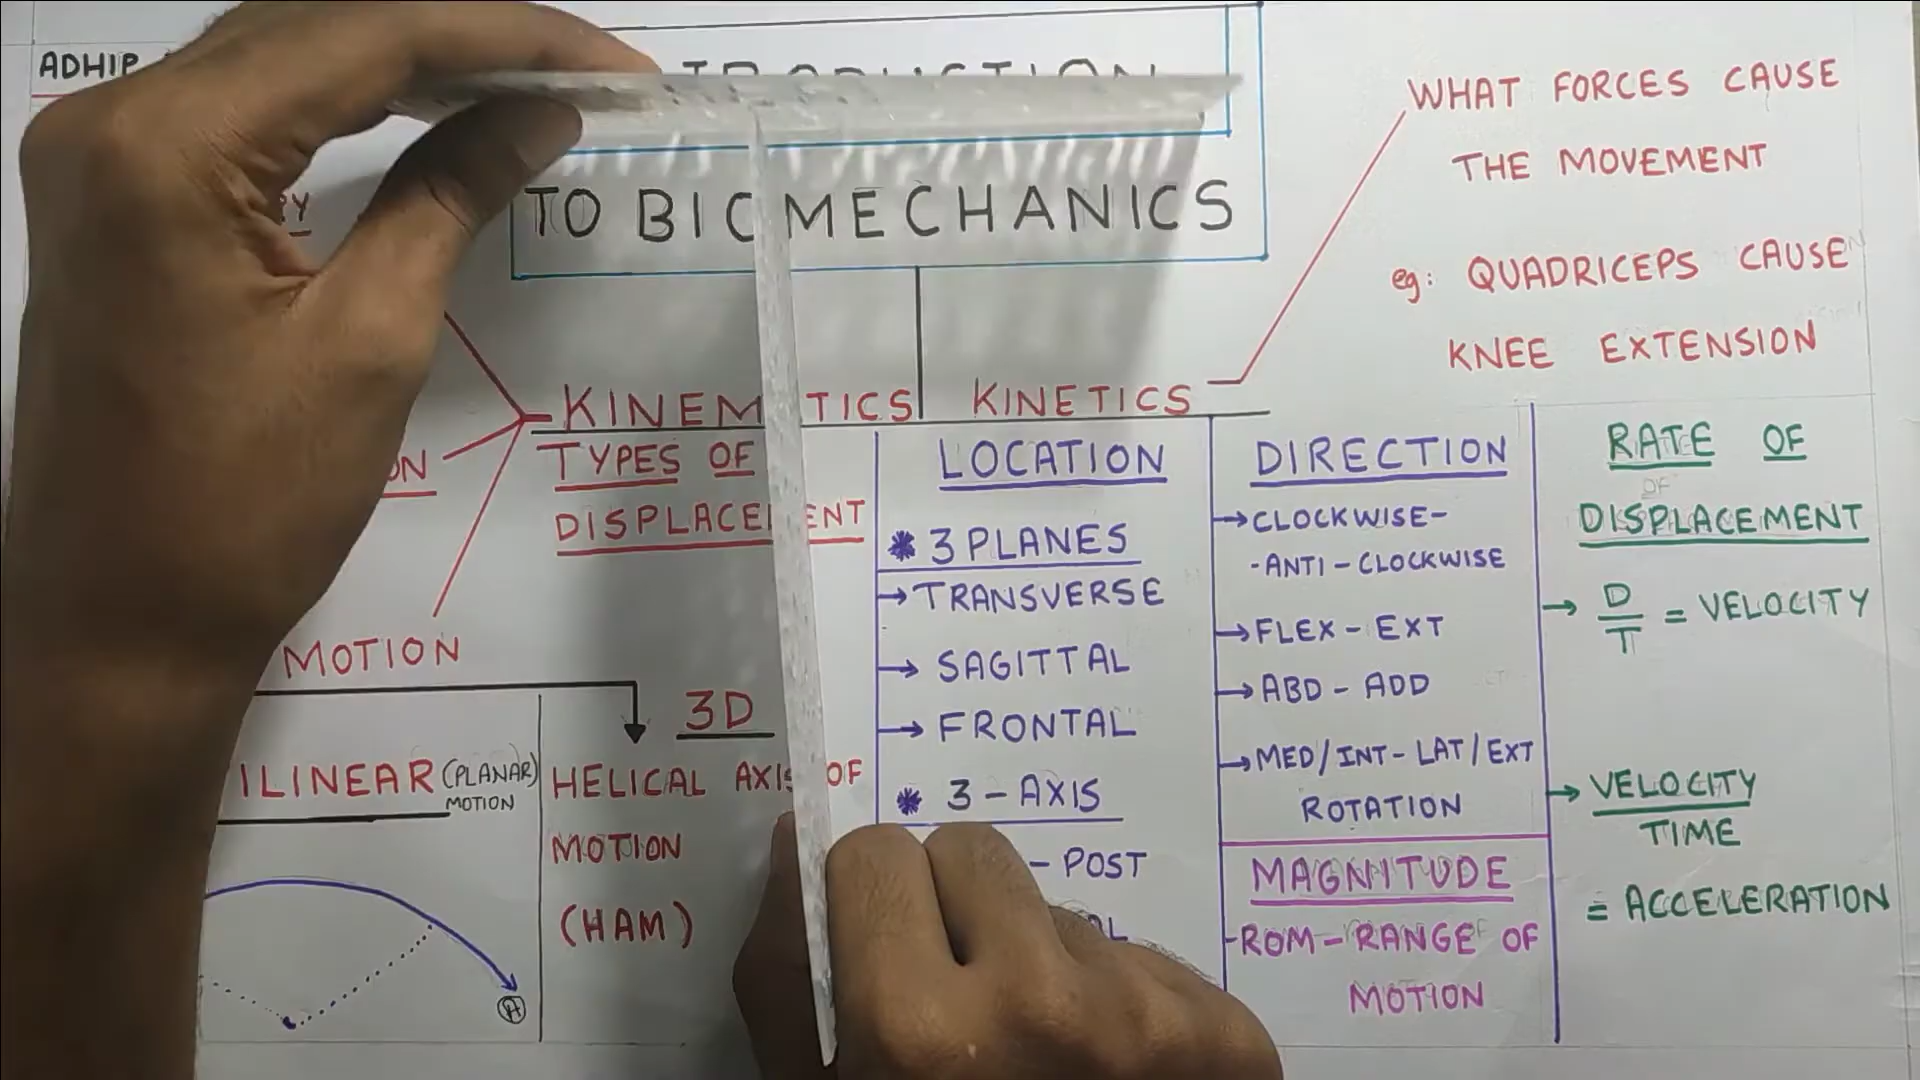 ADHIP
TO BIOMECHANICS
WHAT FORCES CAUSE
THE MOVEMENT
eg: QUADRICEPS CAUSE
KNEE EXTENSION
KINEM TICS
KINETICS
TYPES OF
DISPLACEMENT
MOTION
ILINEAR (PLANAR)
MOTION
3D
HELICAL AXIS OF
MOTION
(HAM)
LOCATION
* 3 PLANES
→ TRANSVERSE
→ SAGITTAL
→ FRONTAL
* 3 - AXIS
- POST
DIRECTION
→ CLOCKWISE-
-ANTI-CLOCKWISE
→ FLEX - EXT
→ ABD - ADD
→ MED/INT-LAT/EXT
ROTATION
MAGNITUDE
ROM - RANGE OF
MOTION
RATE OF
DISPLACEMENT
→ D
T = VELOCITY
→ VELOCITY
TIME
= ACCELERATION